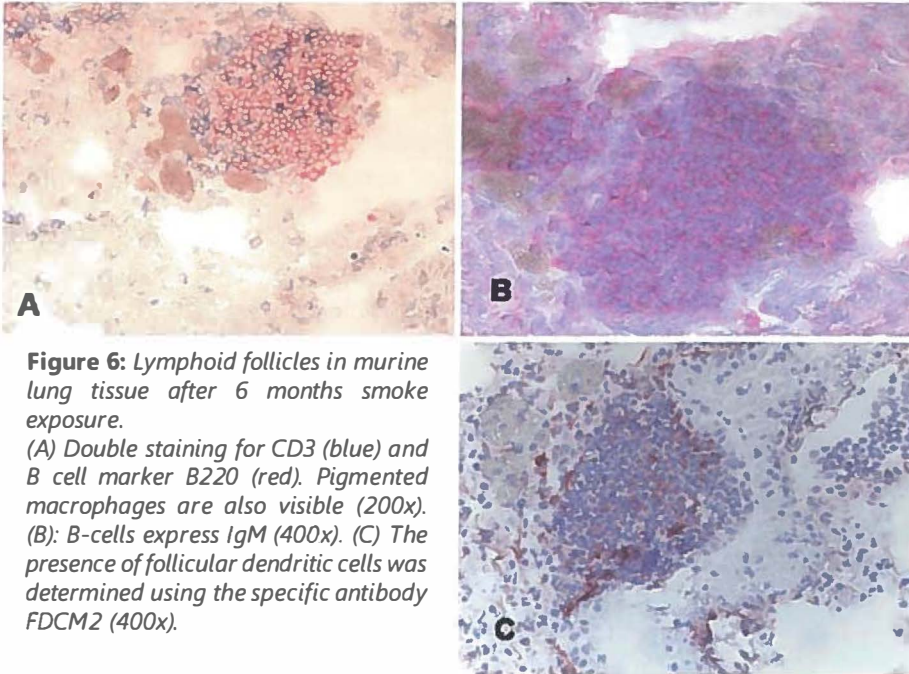 A
B
Figure 6: Lymphoid follicles in murine
lung tissue after 6 months smoke
exposure.
(A) Double staining for CD3 (blue) and
B cell marker B220 (red). Pigmented
macrophages are also visible (200x).
(B): B-cells express IgM (400x). (C) The
presence of follicular dendritic cells was
determined using the specific antibody
FDCM2 (400x).
C